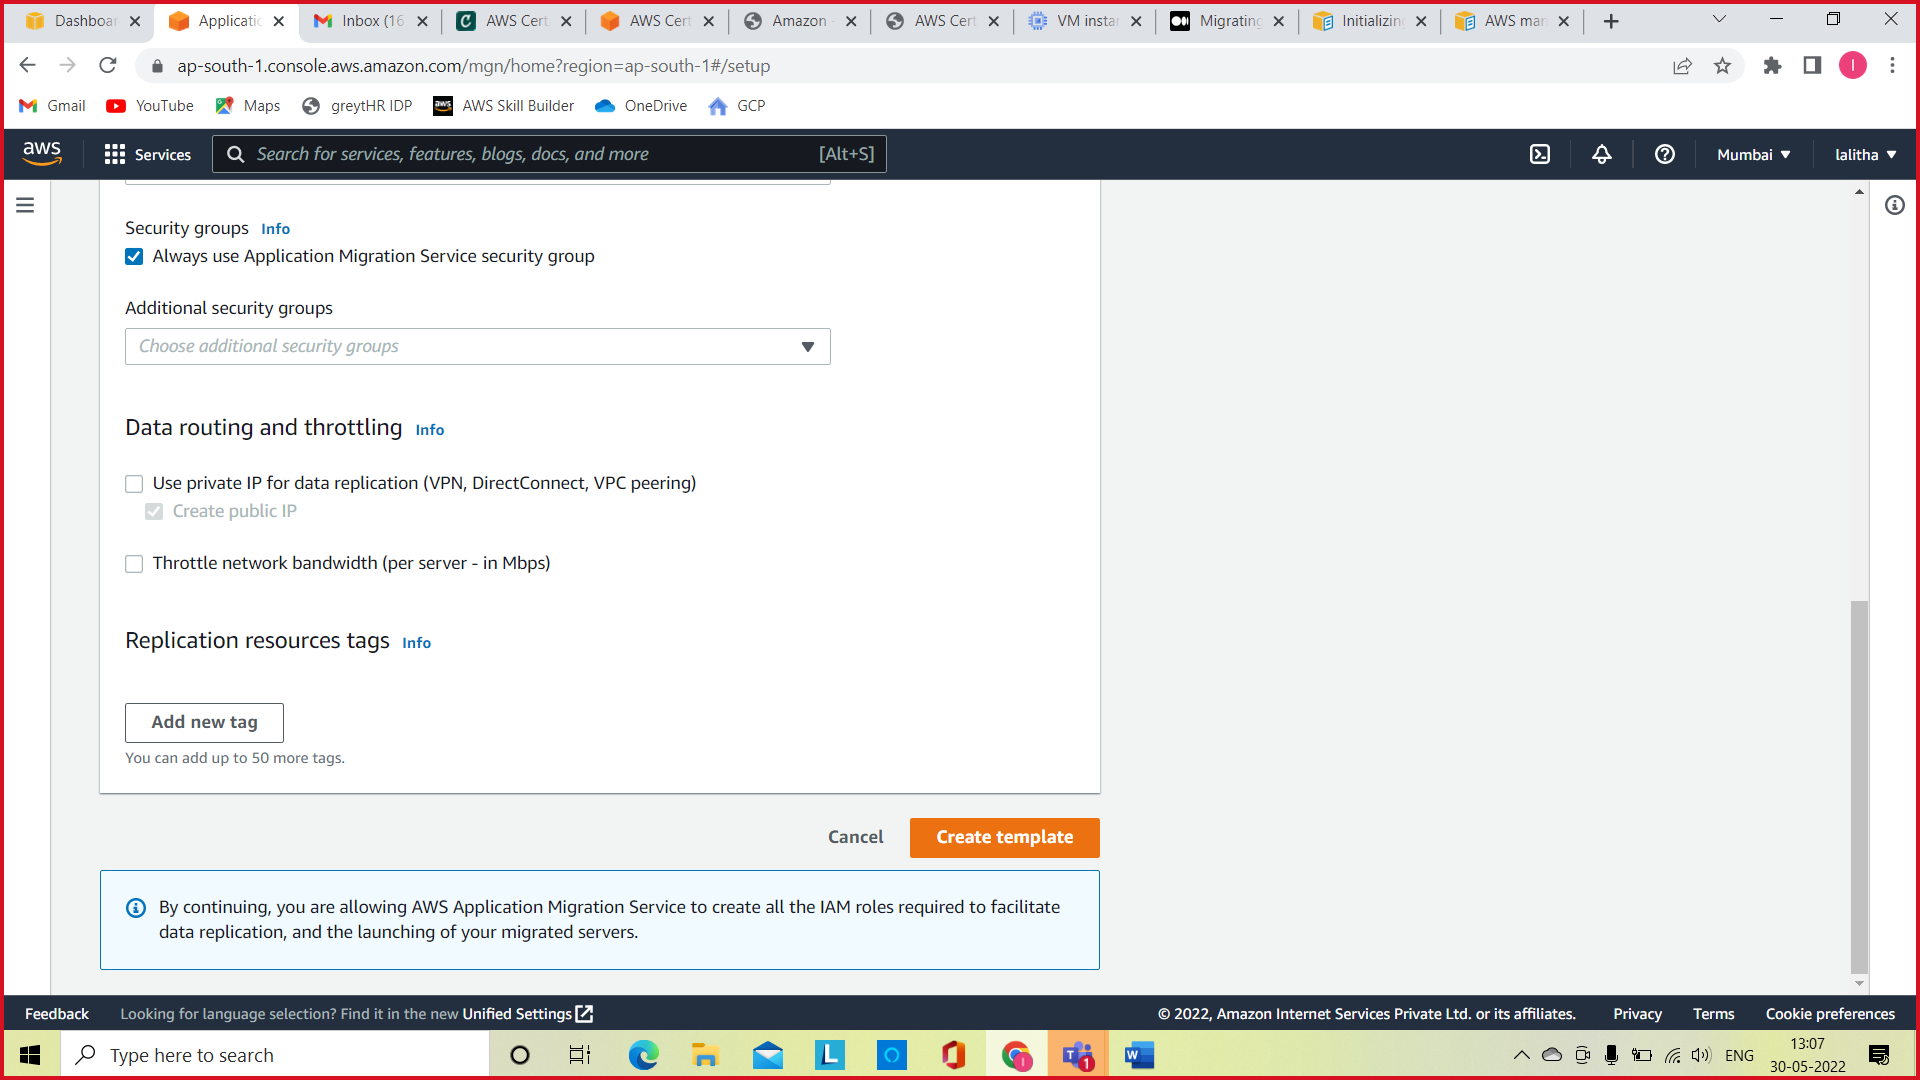 Dashboar
Applicatic
Inbox (16
AWS Cert
AWS Cert
Amazon
AWS Cert
VM instar
Migrating
Initializin
AWS man
ap-south-1.console.aws.amazon.com/mgn/home?region=ap-south-1#/setup
Gmail YouTube Maps greytHR IDP AWS Skill Builder OneDrive GCP
aws Services Search for services, features, blogs, docs, and more [Alt+S] Mumbai lalitha
Security groups Info
Always use Application Migration Service security group
Additional security groups
Choose additional security groups
Data routing and throttling Info
Use private IP for data replication (VPN, DirectConnect, VPC peering)
Create public IP
Throttle network bandwidth (per server - in Mbps)
Replication resources tags Info
Add new tag
You can add up to 50 more tags.
Cancel Create template
By continuing, you are allowing AWS Application Migration Service to create all the IAM roles required to facilitate
data replication, and the launching of your migrated servers.
Feedback Looking for language selection? Find it in the new Unified Settings © 2022, Amazon Internet Services Private Ltd. or its affiliates. Privacy Terms Cookie preferences
Type here to search
ENG
13:07
30-05-2022